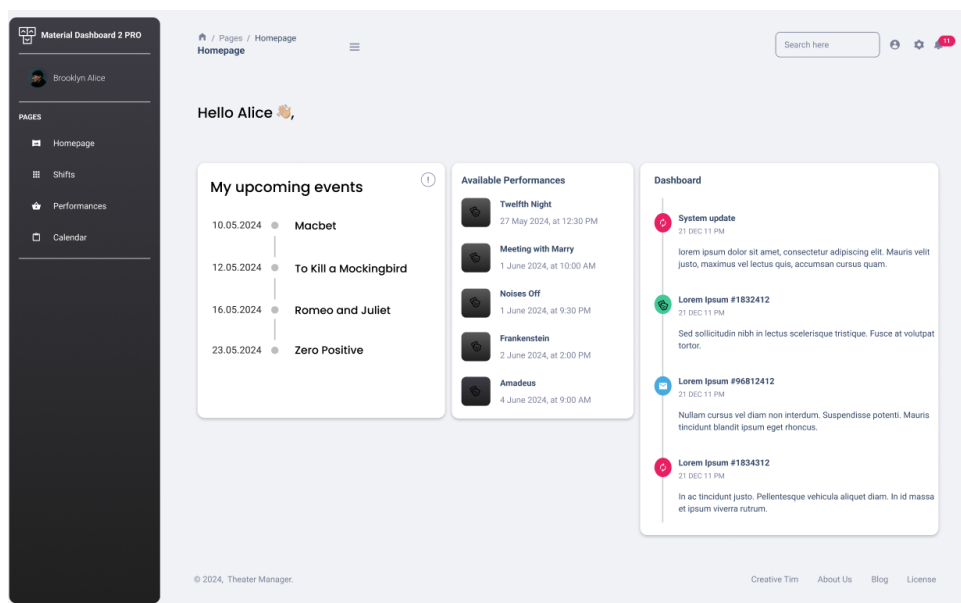 Material Dashboard 2 PRO
Brooklyn Alice
PAGES
Homepage
Shifts
Performances
Calendar
/ Pages / Homepage
Homepage
Search here
11
Hello Alice 👋🏼,
My upcoming events
10.05.2024 Macbet
12.05.2024 To Kill a Mockingbird
16.05.2024 Romeo and Juliet
23.05.2024 Zero Positive
Available Performances
Twelfth Night
27 May 2024, at 12:30 PM
Meeting with Marry
1 June 2024, at 10:00 AM
Noises Off
1 June 2024, at 9:30 PM
Frankenstein
2 June 2024, at 2:00 PM
Amadeus
4 June 2024, at 9:00 AM
Dashboard
System update
21 DEC 11 PM
lorem ipsum dolor sit amet, consectetur adipiscing elit. Mauris velit
justo, maximus vel lectus quis, accumsan cursus quam.
Lorem Ipsum #1832412
21 DEC 11 PM
Sed sollicitudin nibh in lectus scelerisque tristique. Fusce at volutpat
tortor.
Lorem Ipsum #96812412
21 DEC 11 PM
Nullam cursus vel diam non interdum. Suspendisse potenti. Mauris
tincidunt blandit ipsum eget rhoncus.
Lorem Ipsum #1834312
21 DEC 11 PM
In ac tincidunt justo. Pellentesque vehicula aliquet diam. In id massa
et ipsum viverra rutrum.
© 2024, Theater Manager.
Creative Tim About Us Blog License